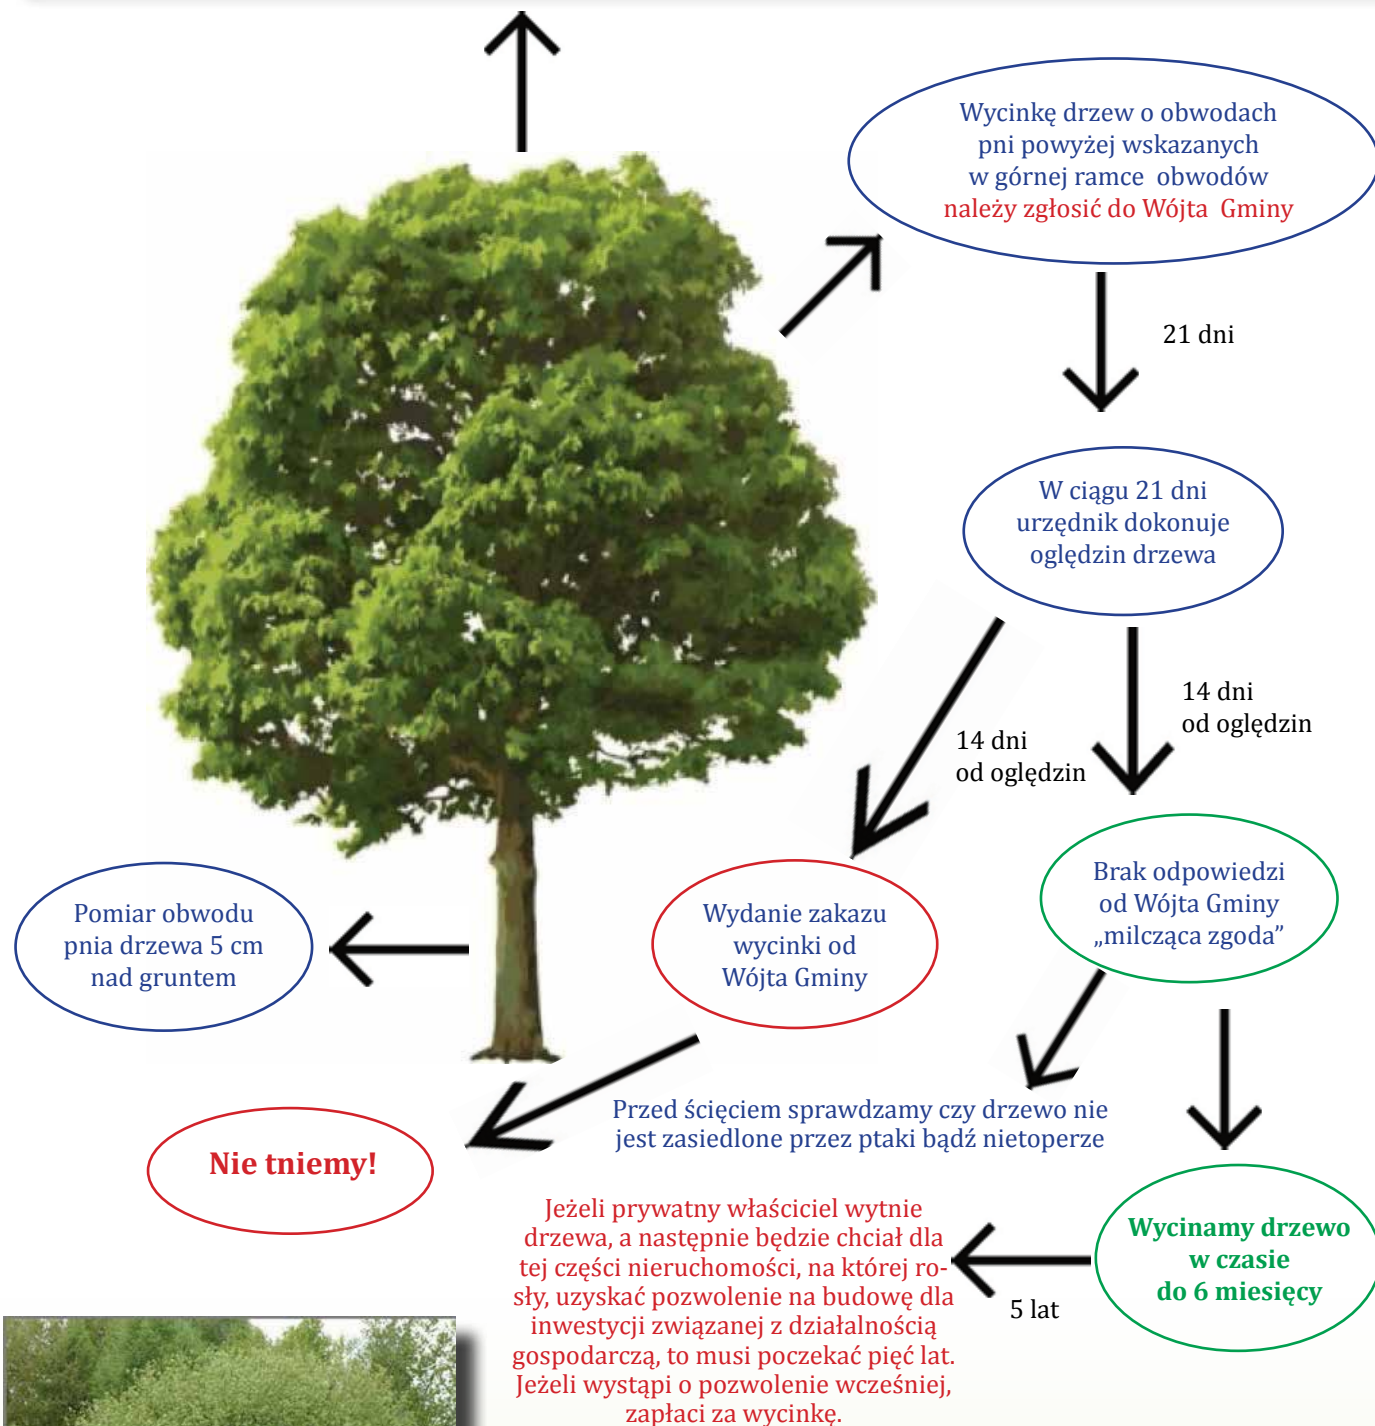 Wycinkę drzew o obwodach
pni powyżej wskazanych
w górnej ramce obwodów
należy zgłosić do Wójta Gminy
21 dni
W ciągu 21 dni
urzędnik dokonuje
oględzin drzewa
14 dni
od oględzin
14 dni
od oględzin
Pomiar obwodu
pnia drzewa 5 cm
nad gruntem
Wydanie zakazu
wycinki od
Wójta Gminy
Brak odpowiedzi
od Wójta Gminy
„milcząca zgoda”
Przed ścięciem sprawdzamy czy drzewo nie
jest zasiedlone przez ptaki bądź nietoperze
Nie tniemy!
Wycinamy drzewo
w czasie
do 6 miesięcy
5 lat
Jeżeli prywatny właściciel wytnie
drzewa, a następnie będzie chciał dla
tej części nieruchomości, na której ro-
sły, uzyskać pozwolenie na budowę dla
inwestycji związanej z działalnością
gospodarczą, to musi poczekać pięć lat.
Jeżeli wystąpi o pozwolenie wcześniej,
zapłaci za wycinkę.